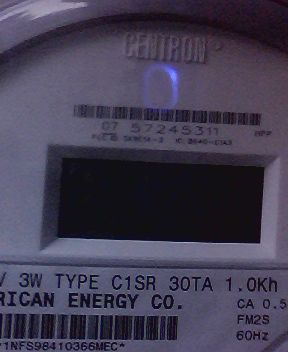 CENTRON
07 57245311
V 3W TYPE C1SR 30TA 1.0Kh
RICAN ENERGY CO.
CA 0.5
FM2S
60Hz
*1NFS98410366MEC*